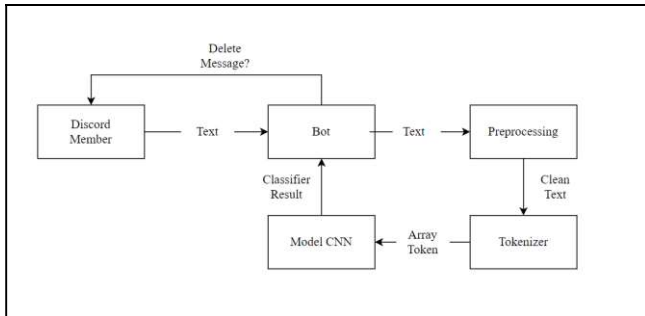 Delete
Message?
Discord
Member
Text
Bot
Text
Preprocessing
Classifier
Result
Clean
Text
Model CNN
Array
Token
Tokenizer